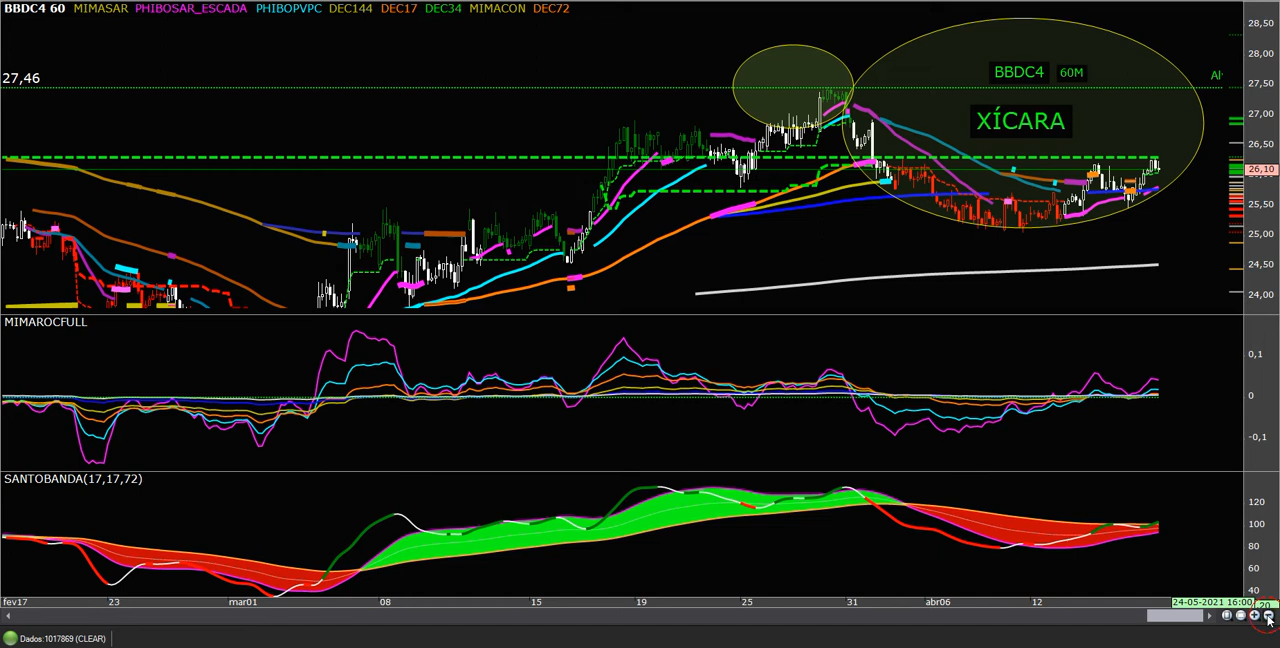 BBDC4 60 MIMASAR PHIBOSAR_ESCADA PHIBOPVPC DEC144 DEC17 DEC34 MIMACON DEC72
28,50
28,00
27,46
BBDC4 60M
27,50
27,00
XÍCARA
26,50
26,10
25,50
25,00
24,50
24,00
MIMAROCFULL
0,1
0
-0,1
SANTOBANDA(17,17,72)
120
100
80
60
40
fev17 23 mar01 08 15 19 25 31 abr06 12 24-05-2021 16:00 20
Dados:1017869 (CLEAR)